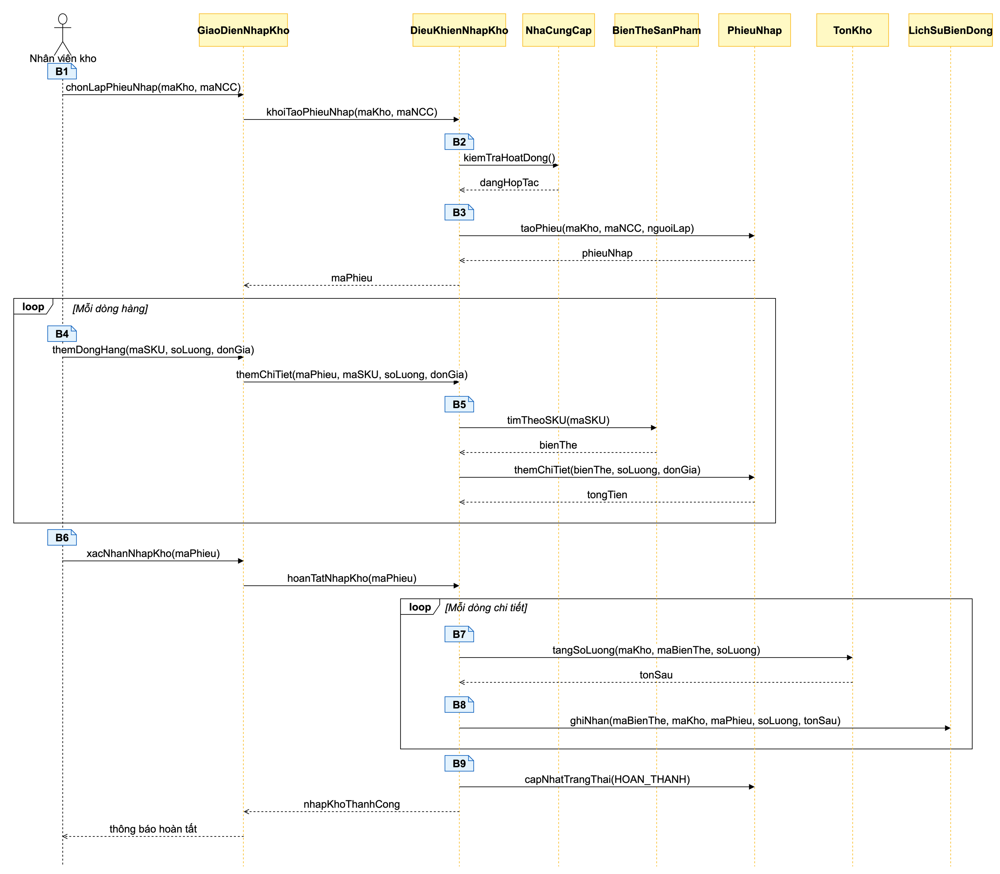 GiaoDienNhapKho
DieuKhienNhapKho
NhaCungCap
BienTheSanPham
PhieuNhap
TonKho
LichSuBienDong
Nhân viên kho
B1
chonLapPhieuNhap(maKho, maNCC)
khoiTaoPhieuNhap(maKho, maNCC)
B2
kiemTraHoatDong()
dangHopTac
B3
taoPhieu(maKho, maNCC, nguoiLap)
phieuNhap
maPhieu
loop
[Mỗi dòng hàng]
B4
themDongHang(maSKU, soLuong, donGia)
themChiTiet(maPhieu, maSKU, soLuong, donGia)
B5
timTheoSKU(maSKU)
bienThe
themChiTiet(bienThe, soLuong, donGia)
tongTien
B6
xacNhanNhapKho(maPhieu)
hoanTatNhapKho(maPhieu)
loop
[Mỗi dòng chi tiết]
B7
tangSoLuong(maKho, maBienThe, soLuong)
tonSau
B8
ghiNhan(maBienThe, maKho, maPhieu, soLuong, tonSau)
B9
capNhatTrangThai(HOAN_THANH)
nhapKhoThanhCong
thông báo hoàn tất